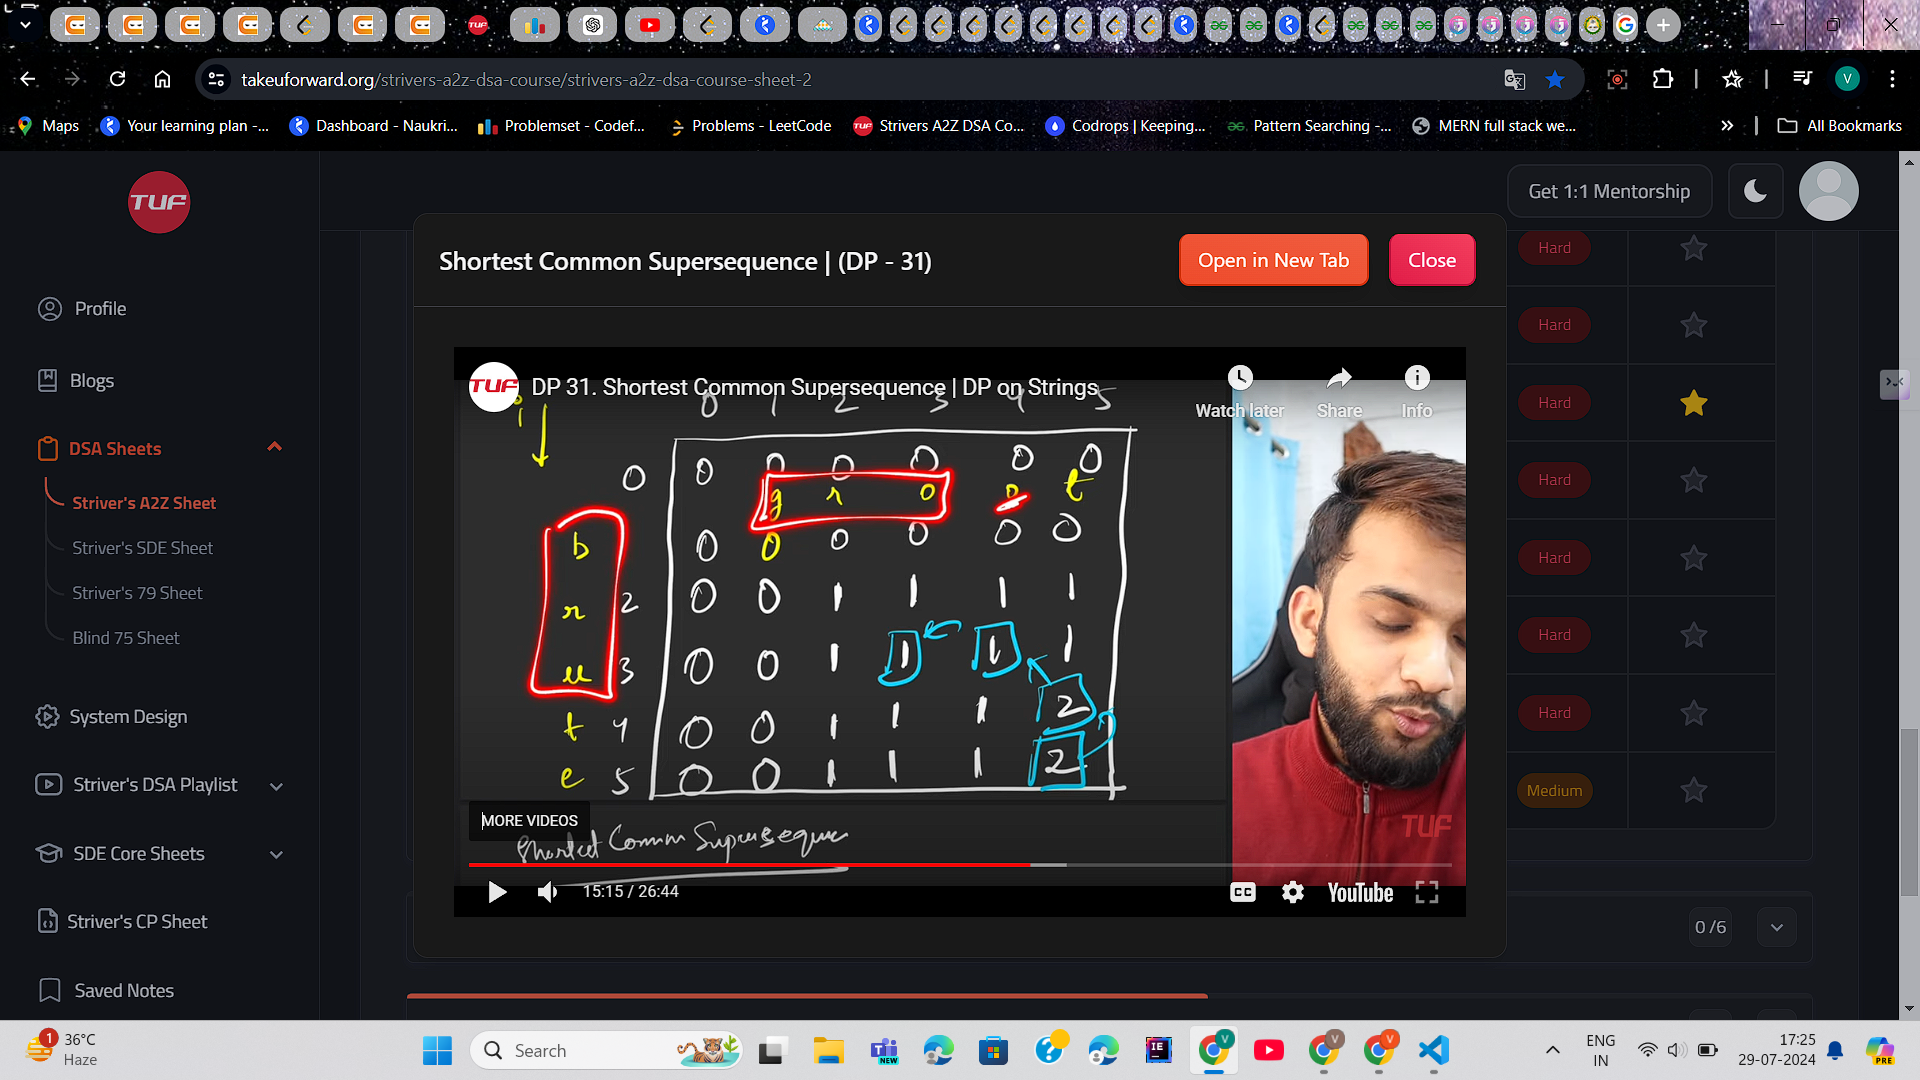 takeuforward.org/strivers-a2z-dsa-course/strivers-a2z-dsa-course-sheet-2
V
Maps
Your learning plan -...
Dashboard - Naukri...
Problemset - Codef...
Problems - LeetCode
Strivers A2Z DSA Co...
Codrops | Keeping...
Pattern Searching -...
MERN full stack we...
All Bookmarks
TUF
Get 1:1 Mentorship
Profile
Blogs
DSA Sheets
Striver's A2Z Sheet
Striver's SDE Sheet
Striver's 79 Sheet
Blind 75 Sheet
System Design
Striver's DSA Playlist
SDE Core Sheets
Striver's CP Sheet
Saved Notes
Shortest Common Supersequence | (DP - 31)
Open in New Tab
Close
TUF
DP 31. Shortest Common Supersequence | DP on Strings
Watch later
Share
Info
i
0 1 2 3 4 5
0 0 0 0 0 0 0
g r o o t
b 0 0 0 0 0 0
r 2 0 0 1 1 1 1
u 3 0 0 1 1 1 1
t 4 0 0 1 1 1 2
e 5 0 0 1 1 1 2
MORE VIDEOS
Shortest Comm Supersequence
TUF
15:15 / 26:44
CC
YouTube
Hard
Hard
Hard
Hard
Hard
Hard
Hard
Medium
0 /6
1
36°C
Haze
Search
NEW
ENG
IN
17:25
29-07-2024
PRE